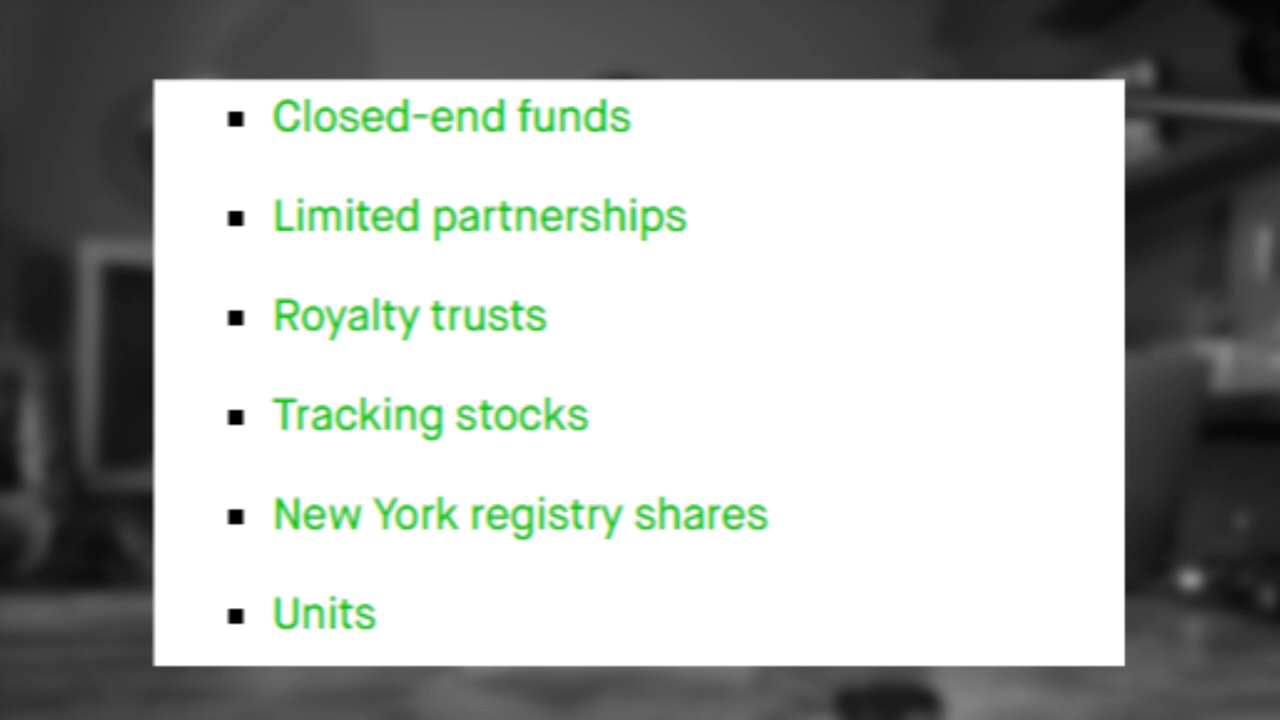 Closed-end funds
Limited partnerships
Royalty trusts
Tracking stocks
New York registry shares
Units